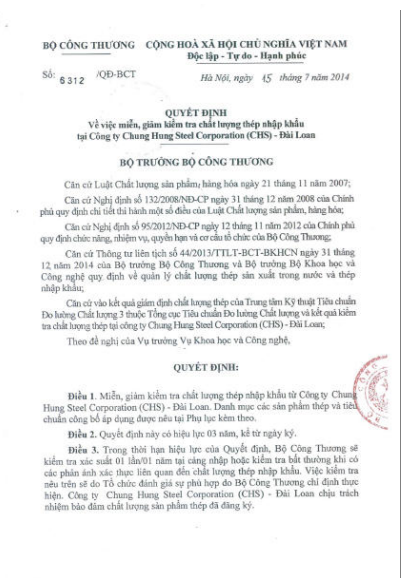 BỘ CÔNG THƯƠNG
CỘNG HOÀ XÃ HỘI CHỦ NGHĨA VIỆT NAM
Độc lập - Tự do - Hạnh phúc
Số: 6312 /QĐ-BCT
Hà Nội, ngày 15 tháng 7 năm 2014
QUYẾT ĐỊNH
Về việc miễn, giảm kiểm tra chất lượng thép nhập khẩu
tại Công ty Chung Hung Steel Corporation (CHS) - Đài Loan
BỘ TRƯỞNG BỘ CÔNG THƯƠNG
Căn cứ Luật Chất lượng sản phẩm, hàng hóa ngày 21 tháng 11 năm 2007;
Căn cứ Nghị định số 132/2008/NĐ-CP ngày 31 tháng 12 năm 2008 của Chính
phủ quy định chi tiết thi hành một số điều của Luật Chất lượng sản phẩm, hàng hóa;
Căn cứ Nghị định số 95/2012/NĐ-CP ngày 12 tháng 11 năm 2012 của Chính phủ
quy định chức năng, nhiệm vụ, quyền hạn và cơ cấu tổ chức của Bộ Công Thương;
Căn cứ Thông tư liên tịch số 44/2013/TTLT-BCT-BKHCN ngày 31 tháng
12 năm 2014 của Bộ trưởng Bộ Công Thương và Bộ trưởng Bộ Khoa học và
Công nghệ quy định về quản lý chất lượng thép sản xuất trong nước và thép
nhập khẩu;
Căn cứ vào kết quả giám định chất lượng thép của Trung tâm Kỹ thuật Tiêu chuẩn
Đo lường Chất lượng 3 thuộc Tổng cục Tiêu chuẩn Đo lường Chất lượng và kết quả kiểm
tra chất lượng thép tại công ty Chung Hung Steel Corporation (CHS) - Đài Loan;
Theo đề nghị của Vụ trưởng Vụ Khoa học và Công nghệ,
QUYẾT ĐỊNH:
Điều 1. Miễn, giảm kiểm tra chất lượng thép nhập khẩu từ Công ty Chung
Hung Steel Corporation (CHS) - Đài Loan. Danh mục các sản phẩm thép và tiêu
chuẩn công bố áp dụng được nêu tại Phụ lục kèm theo.
Điều 2. Quyết định này có hiệu lực 03 năm, kể từ ngày ký.
Điều 3. Trong thời hạn hiệu lực của Quyết định, Bộ Công Thương sẽ
kiểm tra xác suất 01 lần/01 năm tại cảng nhập hoặc kiểm tra bất thường khi có
các phản ánh xác thực liên quan đến chất lượng thép nhập khẩu. Việc kiểm tra
nêu trên sẽ do Tổ chức đánh giá sự phù hợp do Bộ Công Thương chỉ định thực
hiện. Công ty Chung Hung Steel Corporation (CHS) - Đài Loan chịu trách
nhiệm bảo đảm chất lượng sản phẩm thép đã đăng ký.